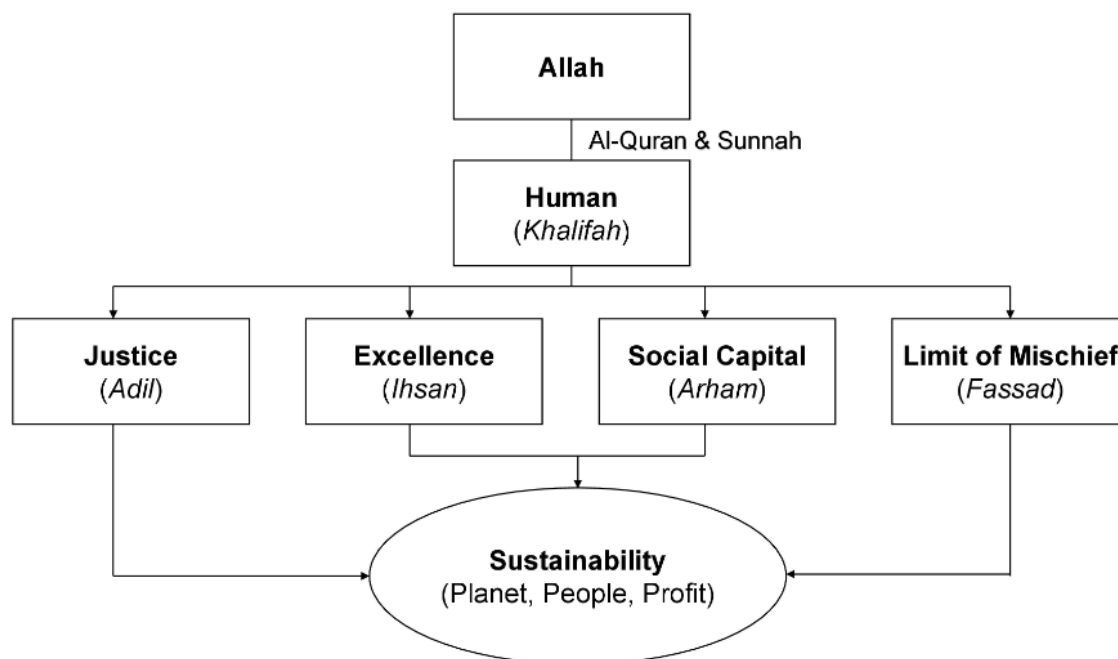 Allah
Al-Quran & Sunnah
Human
(Khalifah)
Justice
(Adil)
Excellence
(Ihsan)
Social Capital
(Arham)
Limit of Mischief
(Fassad)
Sustainability
(Planet, People, Profit)